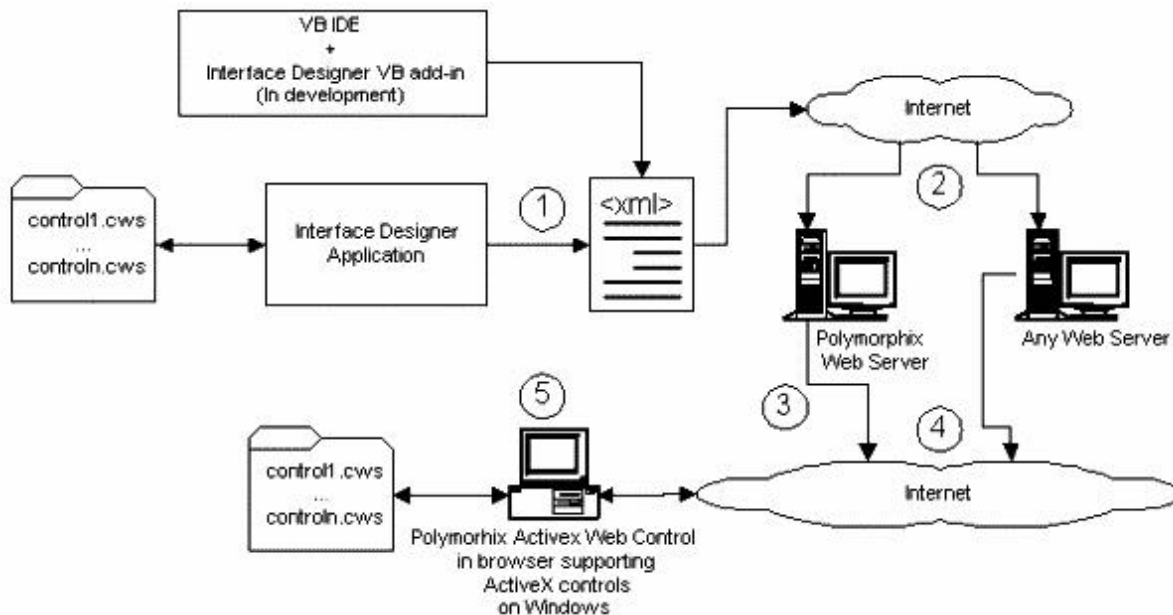 VB IDE
+
Interface Designer VB add-in
(In development)
Internet
2
control1.cws
...
controln.cws
Interface Designer
Application
1
<xml>
Polymorphix
Web Server
Any Web Server
3
4
5
control1.cws
...
controln.cws
Internet
Polymorhix Activex Web Control
in browser supporting
ActiveX controls
on Windows